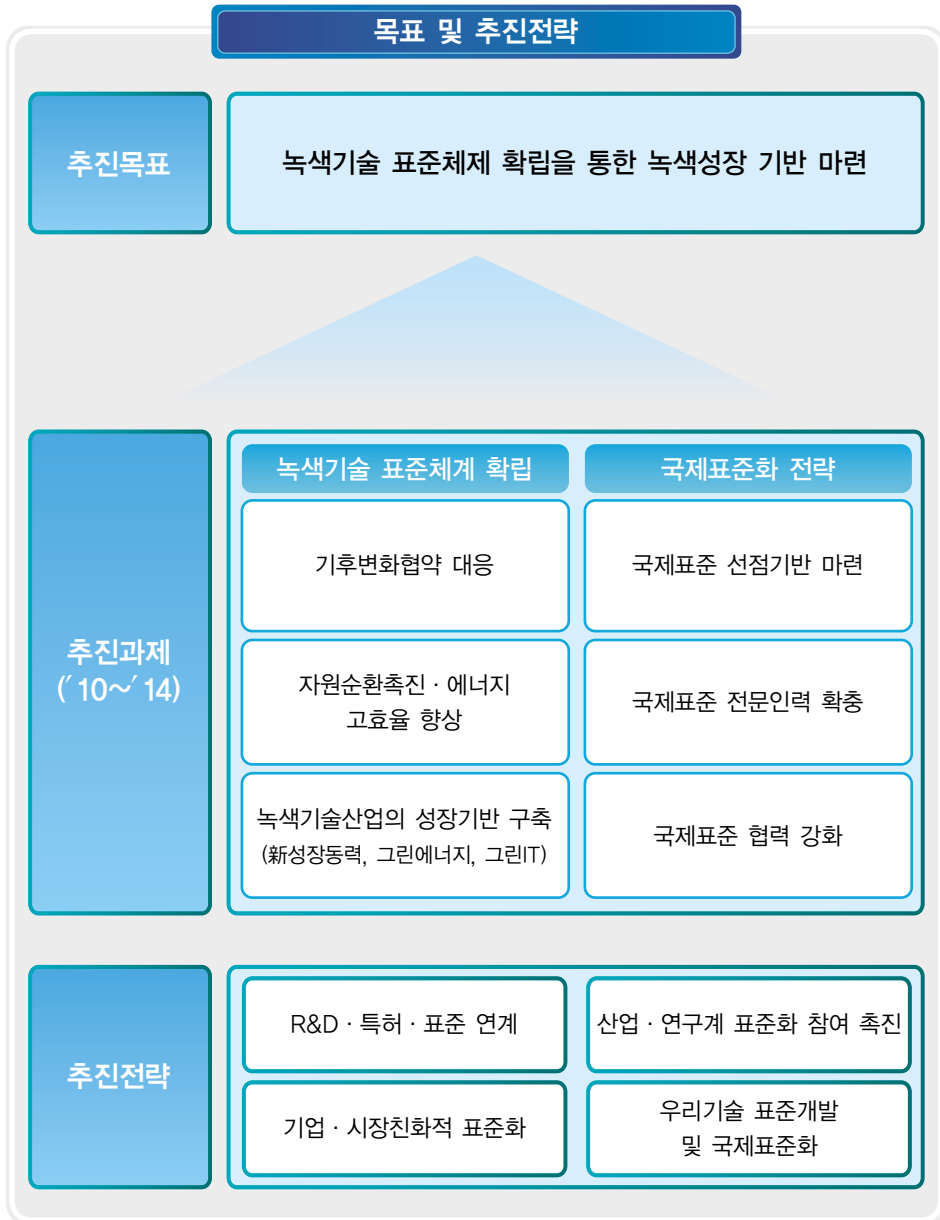 목표 및 추진전략
추진목표
녹색기술 표준체제 확립을 통한 녹색성장 기반 마련
추진과제
(´10~´14)
녹색기술 표준체계 확립
기후변화협약 대응
자원순환촉진 · 에너지
고효율 향상
녹색기술산업의 성장기반 구축
(新성장동력, 그린에너지, 그린IT)
국제표준화 전략
국제표준 선점기반 마련
국제표준 전문인력 확충
국제표준 협력 강화
추진전략
R&D · 특허 · 표준 연계
산업 · 연구계 표준화 참여 촉진
기업 · 시장친화적 표준화
우리기술 표준개발
및 국제표준화